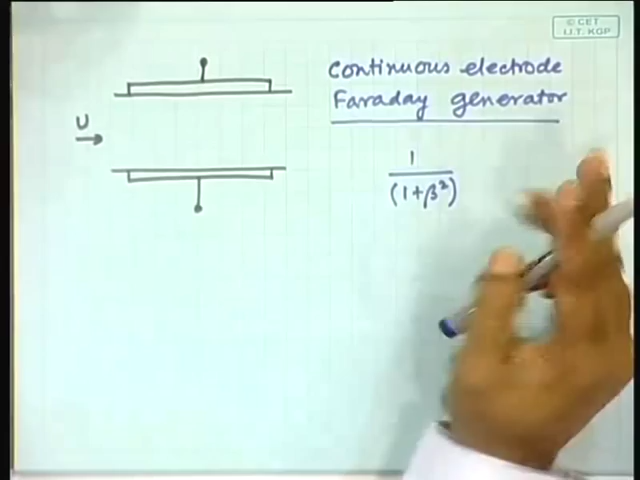 © CET
I.I.T. KGP
Continuous electrode
Faraday generator
U
1
(1+β²)